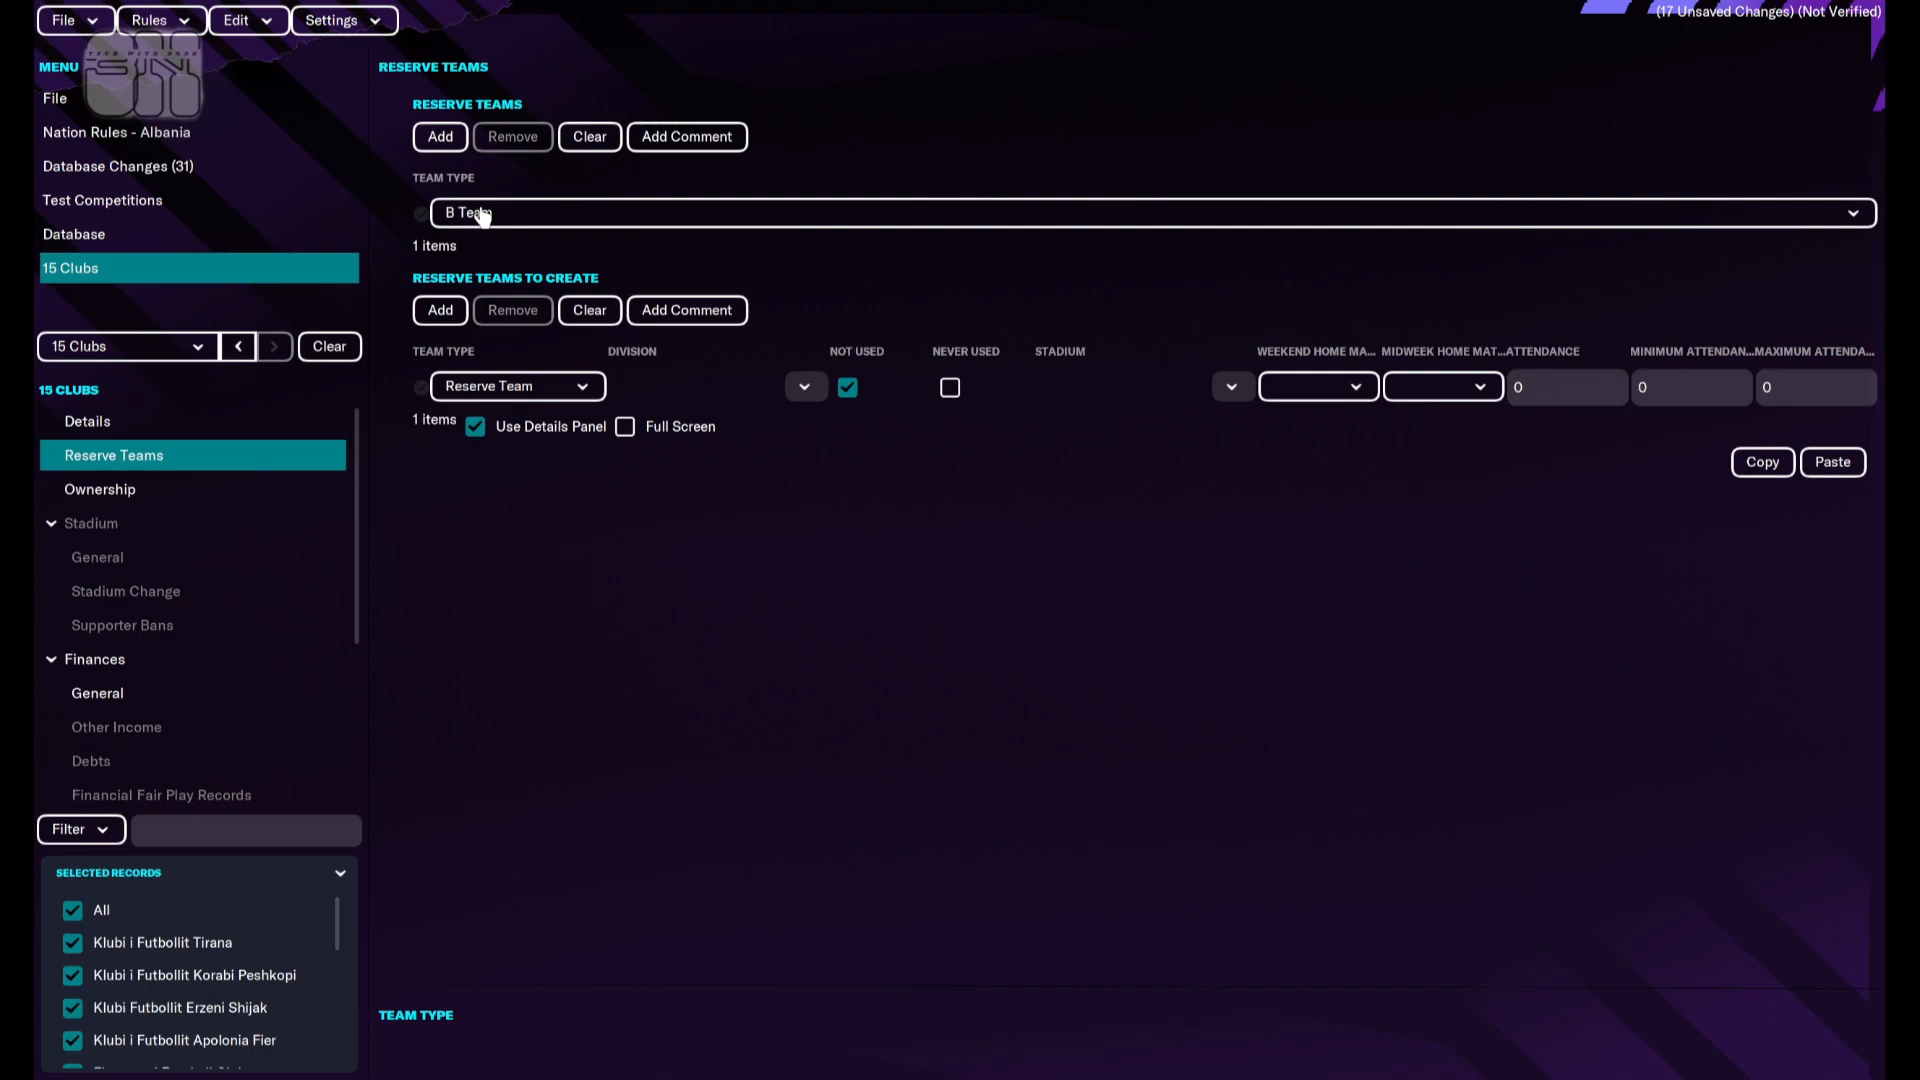 File
Rules
Edit
Settings
(17 Unsaved Changes) (Not Verified)
MENU
File
Nation Rules - Albania
Database Changes (31)
Test Competitions
Database
15 Clubs
15 Clubs
Clear
15 CLUBS
Details
Reserve Teams
Ownership
Stadium
General
Stadium Change
Supporter Bans
Finances
General
Other Income
Debts
Financial Fair Play Records
Filter
SELECTED RECORDS
All
Klubi i Futbollit Tirana
Klubi i Futbollit Korabi Peshkopi
Klubi Futbollit Erzeni Shijak
Klubi i Futbollit Apolonia Fier
RESERVE TEAMS
RESERVE TEAMS
Add Remove Clear Add Comment
TEAM TYPE
B Team
1 items
RESERVE TEAMS TO CREATE
Add Remove Clear Add Comment
TEAM TYPE DIVISION NOT USED NEVER USED STADIUM WEEKEND HOME MA... MIDWEEK HOME MAT... ATTENDANCE MINIMUM ATTENDAN... MAXIMUM ATTENDA...
Reserve Team 0 0 0
1 items Use Details Panel Full Screen
Copy Paste
TEAM TYPE